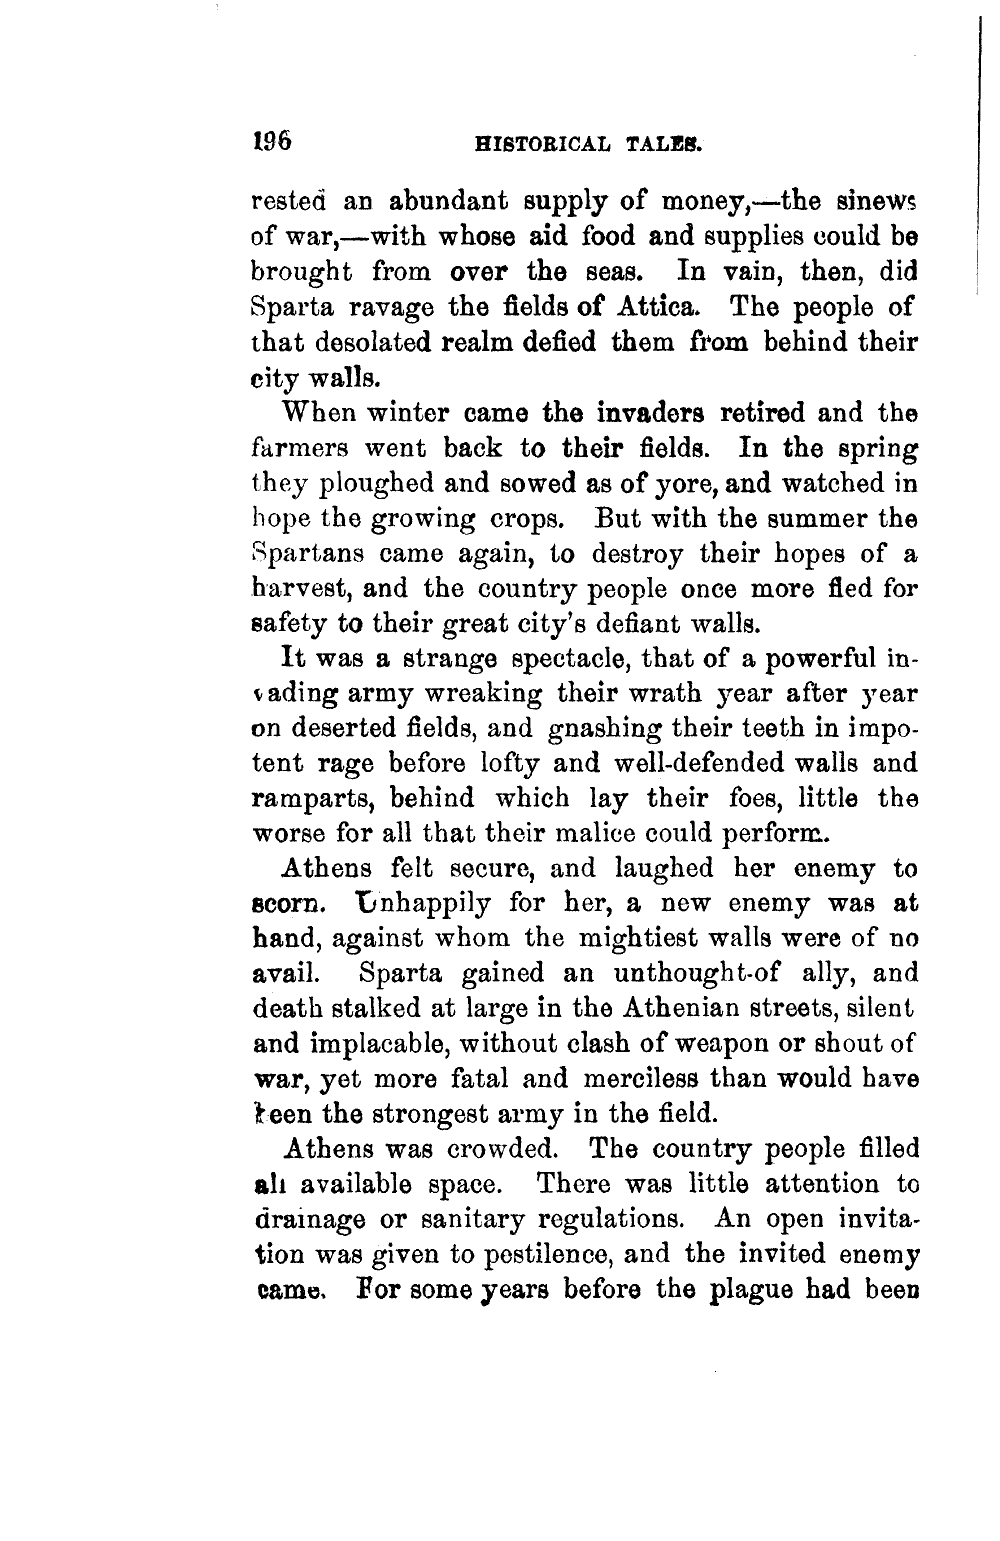 196 HISTORICAL TALES.
rested an abundant supply of money,—the sinews
of war,—with whose aid food and supplies could be
brought from over the seas. In vain, then, did
Sparta ravage the fields of Attica. The people of
that desolated realm defied them from behind their
city walls.
When winter came the invaders retired and the
farmers went back to their fields. In the spring
they ploughed and sowed as of yore, and watched in
hope the growing crops. But with the summer the
Spartans came again, to destroy their hopes of a
harvest, and the country people once more fled for
safety to their great city's defiant walls.
It was a strange spectacle, that of a powerful in-
vading army wreaking their wrath year after year
on deserted fields, and gnashing their teeth in impo-
tent rage before lofty and well-defended walls and
ramparts, behind which lay their foes, little the
worse for all that their malice could perform.
Athens felt secure, and laughed her enemy to
scorn. Unhappily for her, a new enemy was at
hand, against whom the mightiest walls were of no
avail. Sparta gained an unthought-of ally, and
death stalked at large in the Athenian streets, silent
and implacable, without clash of weapon or shout of
war, yet more fatal and merciless than would have
been the strongest army in the field.
Athens was crowded. The country people filled
all available space. There was little attention to
drainage or sanitary regulations. An open invita-
tion was given to pestilence, and the invited enemy
came. For some years before the plague had been